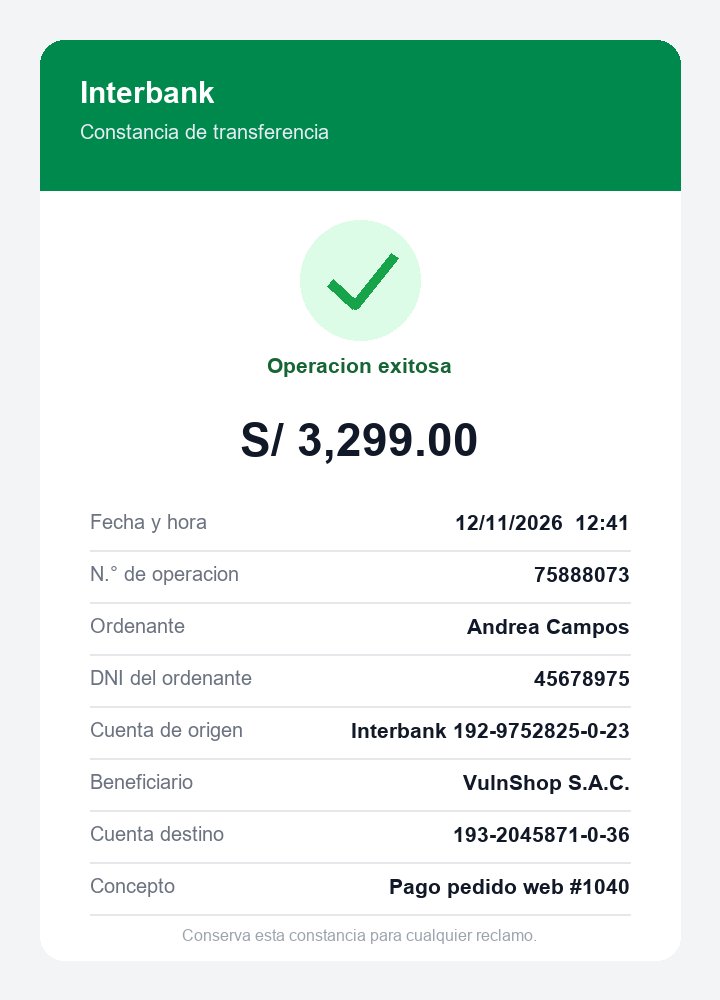 Interbank
Constancia de transferencia
Operacion exitosa
S/ 3,299.00
Fecha y hora 12/11/2026 12:41
N.° de operacion 75888073
Ordenante Andrea Campos
DNI del ordenante 45678975
Cuenta de origen Interbank 192-9752825-0-23
Beneficiario VulnShop S.A.C.
Cuenta destino 193-2045871-0-36
Concepto Pago pedido web #1040
Conserva esta constancia para cualquier reclamo.